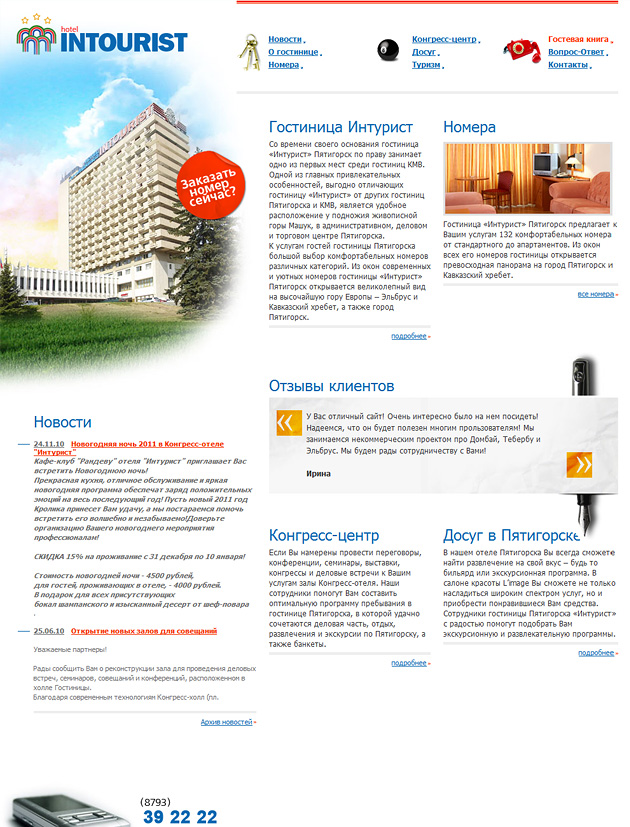 hotel
INTOURIST
Новости
О гостинице
Номера
Конгресс-центр
Досуг
Туризм
Гостевая книга
Вопрос-Ответ
Контакты
INTOURIST
Заказать
номер
сейчас?
Гостиница Интурист
Со времени своего основания гостиница
«Интурист» Пятигорск по праву занимает
одно из первых мест среди гостиниц КМВ.
Одной из главных привлекательных
особенностей, выгодно отличающих
гостиницу «Интурист» от других гостиниц
Пятигорска и КМВ, является удобное
расположение у подножия живописной
горы Машук, в административном, деловом
и торговом центре Пятигорска.
К услугам гостей гостиницы Пятигорска
большой выбор комфортабельных номеров
различных категорий. Из окон современных
и уютных номеров гостиницы «Интурист»
Пятигорск открывается великолепный вид
на высочайшую гору Европы – Эльбрус и
Кавказский хребет, а также город
Пятигорск.
подробнее
Номера
Гостиница «Интурист» Пятигорск предлагает к
Вашим услугам 132 комфортабельных номера
от стандартного до апартаментов. Из окон
всех его номеров гостиницы открывается
превосходная панорама на город Пятигорск и
Кавказский хребет.
все номера
Отзывы клиентов
У Вас отличный сайт! Очень интересно было на нем посидеть!
Надеемся, что он будет полезен многим пользователям! Мы
занимаемся некоммерческим проектом про Домбай, Теберду и
Эльбрус. Мы будем рады сотрудничеству с Вами!
Ирина
Новости
24.11.10 Новогодняя ночь 2011 в Конгресс-отеле
"Интурист"
Кафе-клуб "Рандеву" отеля "Интурист" приглашает Вас
встретить Новогоднюю ночь!
Прекрасная кухня, отличное обслуживание и яркая
новогодняя программа обеспечат заряд положительных
эмоций на весь последующий год! Пусть новый 2011 год
Кролика принесет Вам удачу, а мы постараемся помочь
встретить его волшебно и незабываемо!Доверьте
организацию Вашего новогоднего мероприятия
профессионалам!
СКИДКА 15% на проживание с 31 декабря по 10 января!
Стоимость новогодней ночи - 4500 рублей,
для гостей, проживающих в отеле, - 4000 рублей.
В подарок для всех присутствующих
бокал шампанского и изысканный десерт от шеф-повара
.
25.06.10 Открытие новых залов для совещаний
Уважаемые партнеры!
Рады сообщить Вам о реконструкции зала для проведения деловых
встреч, семинаров, совещаний и конференций, расположенном в
холле Гостиницы.
Благодаря современным технологиям Конгресс-холл (пл.
Архив новостей
Конгресс-центр
Если Вы намерены провести переговоры,
конференции, семинары, выставки,
конгрессы и деловые встречи к Вашим
услугам залы Конгресс-отеля. Наши
сотрудники помогут Вам составить
оптимальную программу пребывания в
гостинице Пятигорска, в которой удачно
сочетаются деловая часть, отдых,
развлечения и экскурсии по Пятигорску, а
также банкеты.
подробнее
Досуг в Пятигорске
В нашем отеле Пятигорска Вы всегда сможете
найти развлечение на свой вкус – будь то
бильярд или экскурсионная программа. В
салоне красоты L'image Вы сможете не только
насладиться широким спектром услуг, но и
приобрести понравившиеся Вам средства.
Сотрудники гостиницы Пятигорска «Интурист»
с радостью помогут подобрать Вам
экскурсионную и развлекательную программы.
подробнее
(8793)
39 22 22